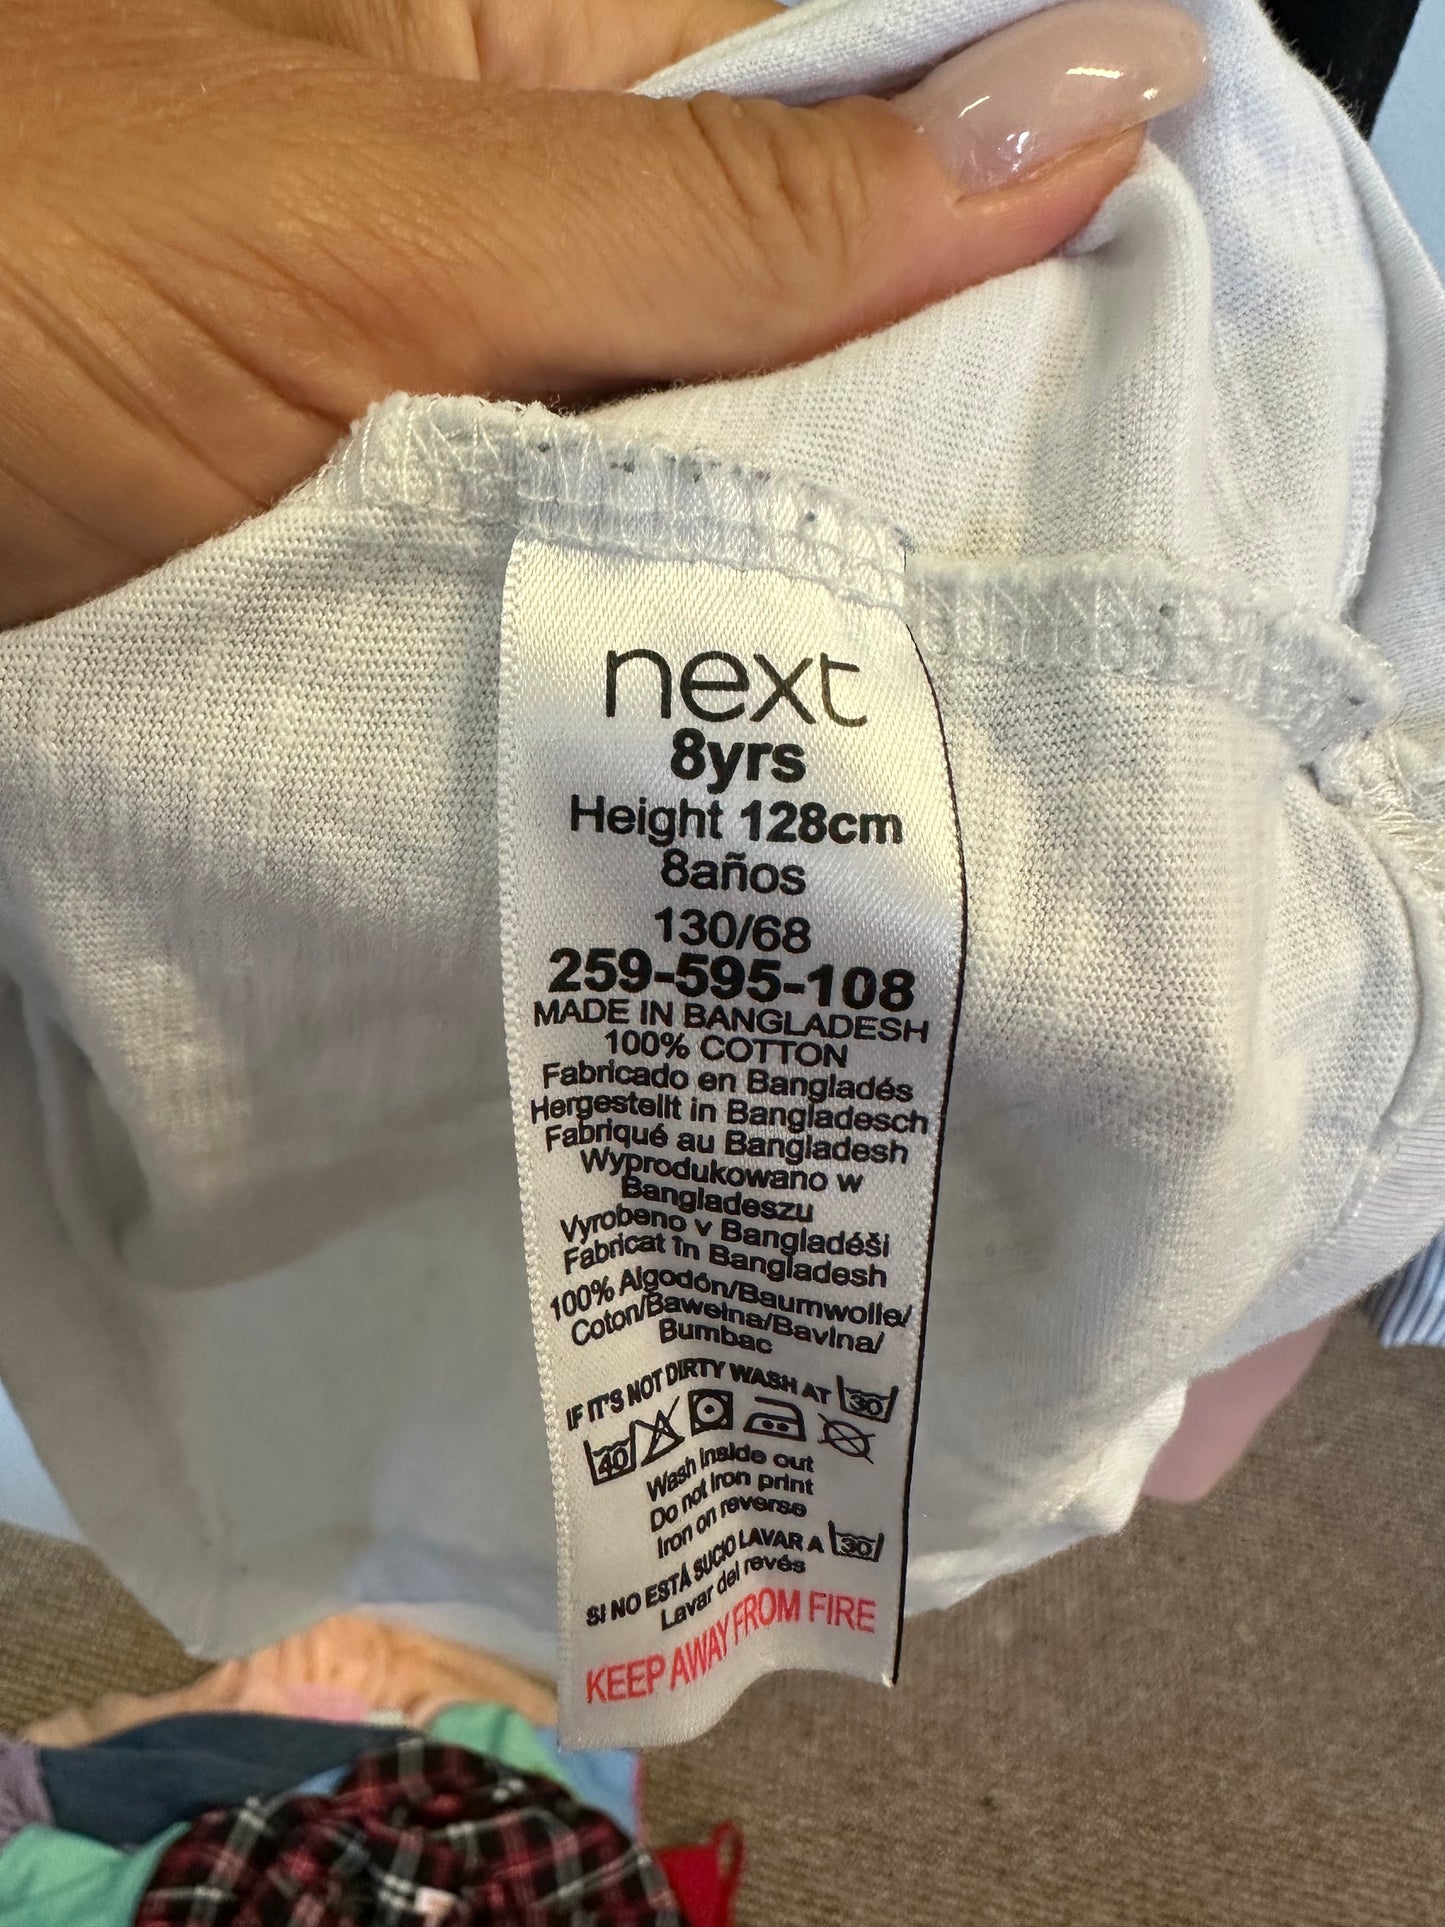 next
8yrs
Height 128cm
8años
130/68
259-595-108
MADE IN BANGLADESH
100% COTTON
Fabricado en Bangladés
Hergestellt in Bangladesch
Fabriqué au Bangladesh
Wyprodukowano w
Bangladeszu
Vyrobeno v Bangladéši
Fabricat în Bangladesh
100% Algodón/Baumwolle/
Coton/Bawełna/Bavlna/
Bumbac
IF IT'S NOT DIRTY WASH AT 30
40
Wash inside out
Do not iron print
Iron on reverse
SI NO ESTÁ SUCIO LAVAR A 30
Lavar del revés
KEEP AWAY FROM FIRE